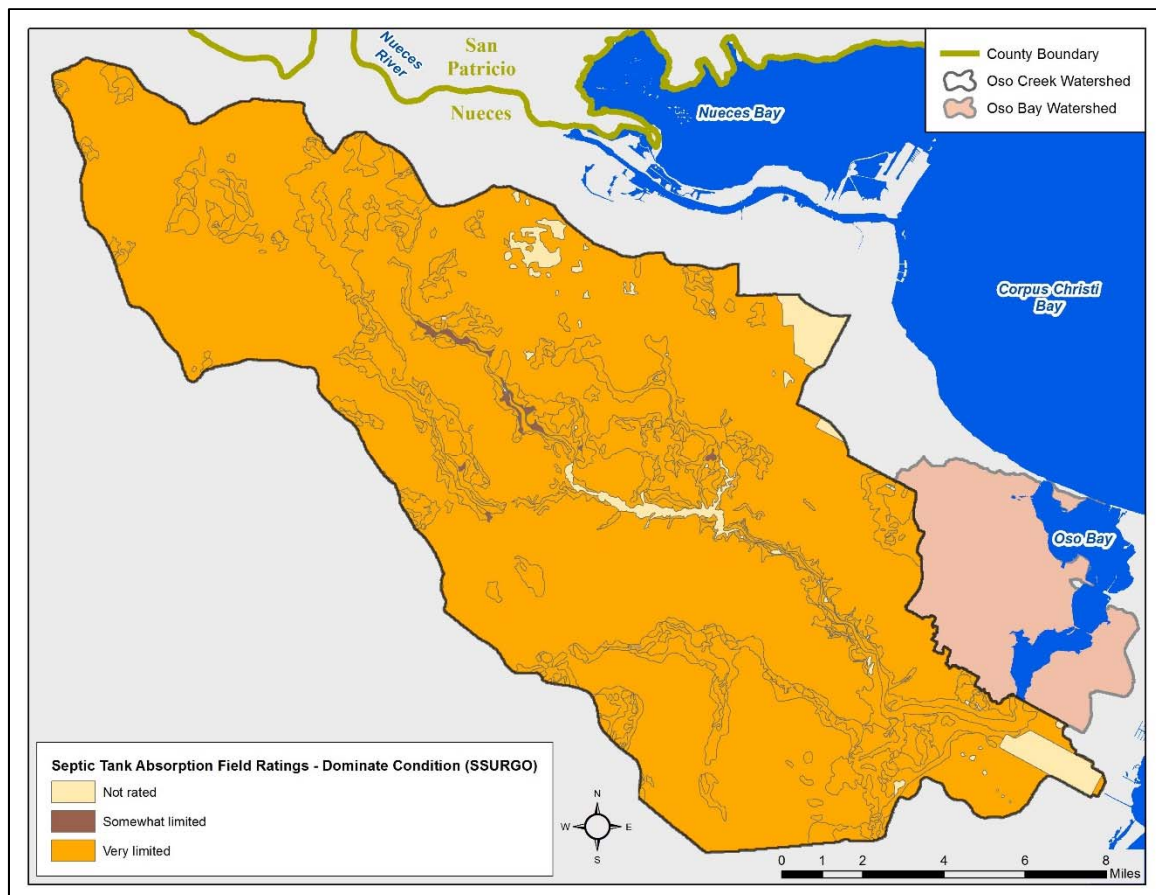 Nueces
River
San
Patricio
Nueces
Nueces Bay
County Boundary
Oso Creek Watershed
Oso Bay Watershed
Corpus Christi
Bay
Oso Bay
Septic Tank Absorption Field Ratings - Dominate Condition (SSURGO)
Not rated
Somewhat limited
Very limited
N
W E
S
0 1 2 4 6 8
Miles